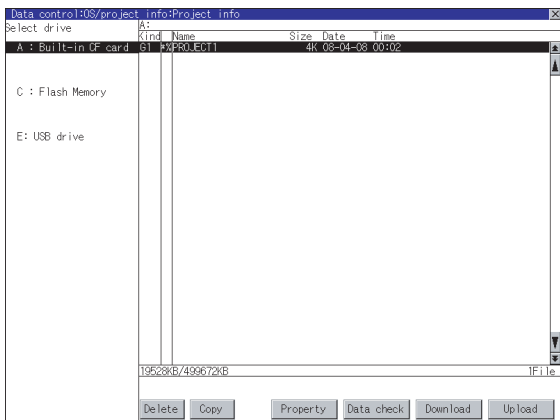 Data control:OS/project info:Project info
Select drive
A:
Kind Name Size Date Time
A : Built-in CF card G1 *%PROJECT1 4K 08-04-08 00:02
C : Flash Memory
E: USB drive
19528KB/499672KB 1File
Delete Copy Property Data check Download Upload